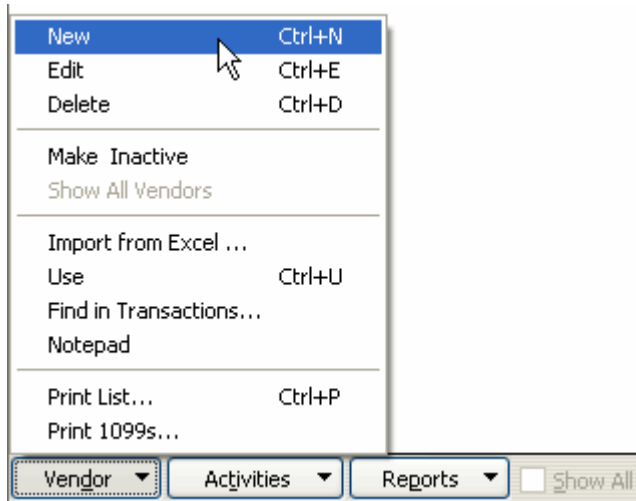 New Ctrl+N
Edit Ctrl+E
Delete Ctrl+D
Make Inactive
Show All Vendors
Import from Excel ...
Use Ctrl+U
Find in Transactions...
Notepad
Print List... Ctrl+P
Print 1099s...
Vendor Activities Reports Show All